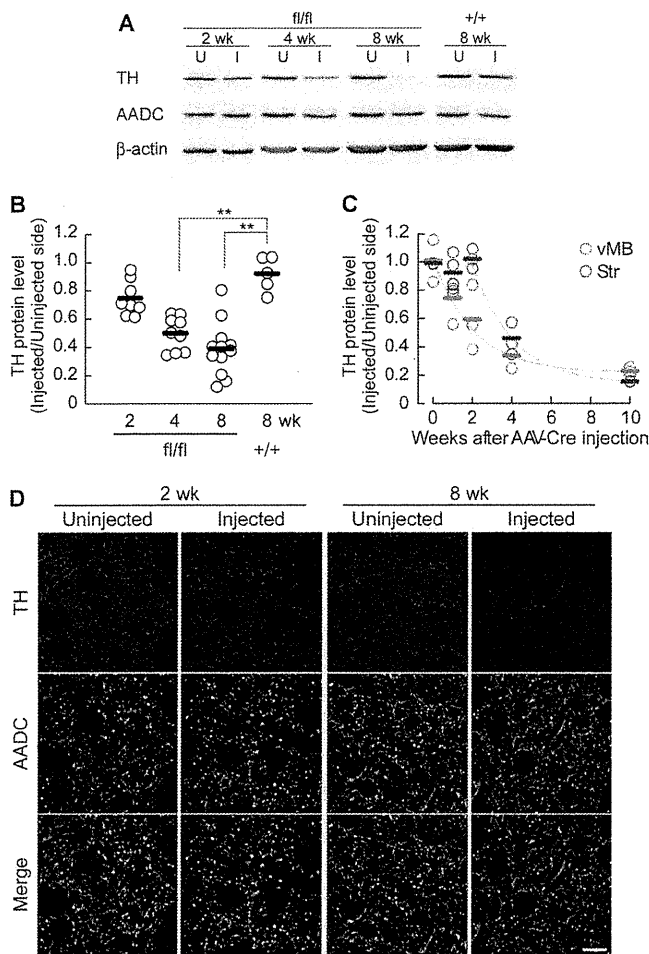 A
fl/fl +/+
2 wk 4 wk 8 wk 8 wk
U I U I U I U I
TH
AADC
β-actin
B
TH protein level
(Injected/Uninjected side)
1.2
1.0
0.8
0.6
0.4
0.2
0
** 
**
2 4 8 8 wk
fl/fl +/+
C
TH protein level
(Injected/Uninjected side)
1.2
1.0
0.8
0.6
0.4
0.2
0
vMB
Str
0 2 4 6 8 10
Weeks after AAV-Cre injection
D
2 wk 8 wk
Uninjected Injected Uninjected Injected
TH
AADC
Merge